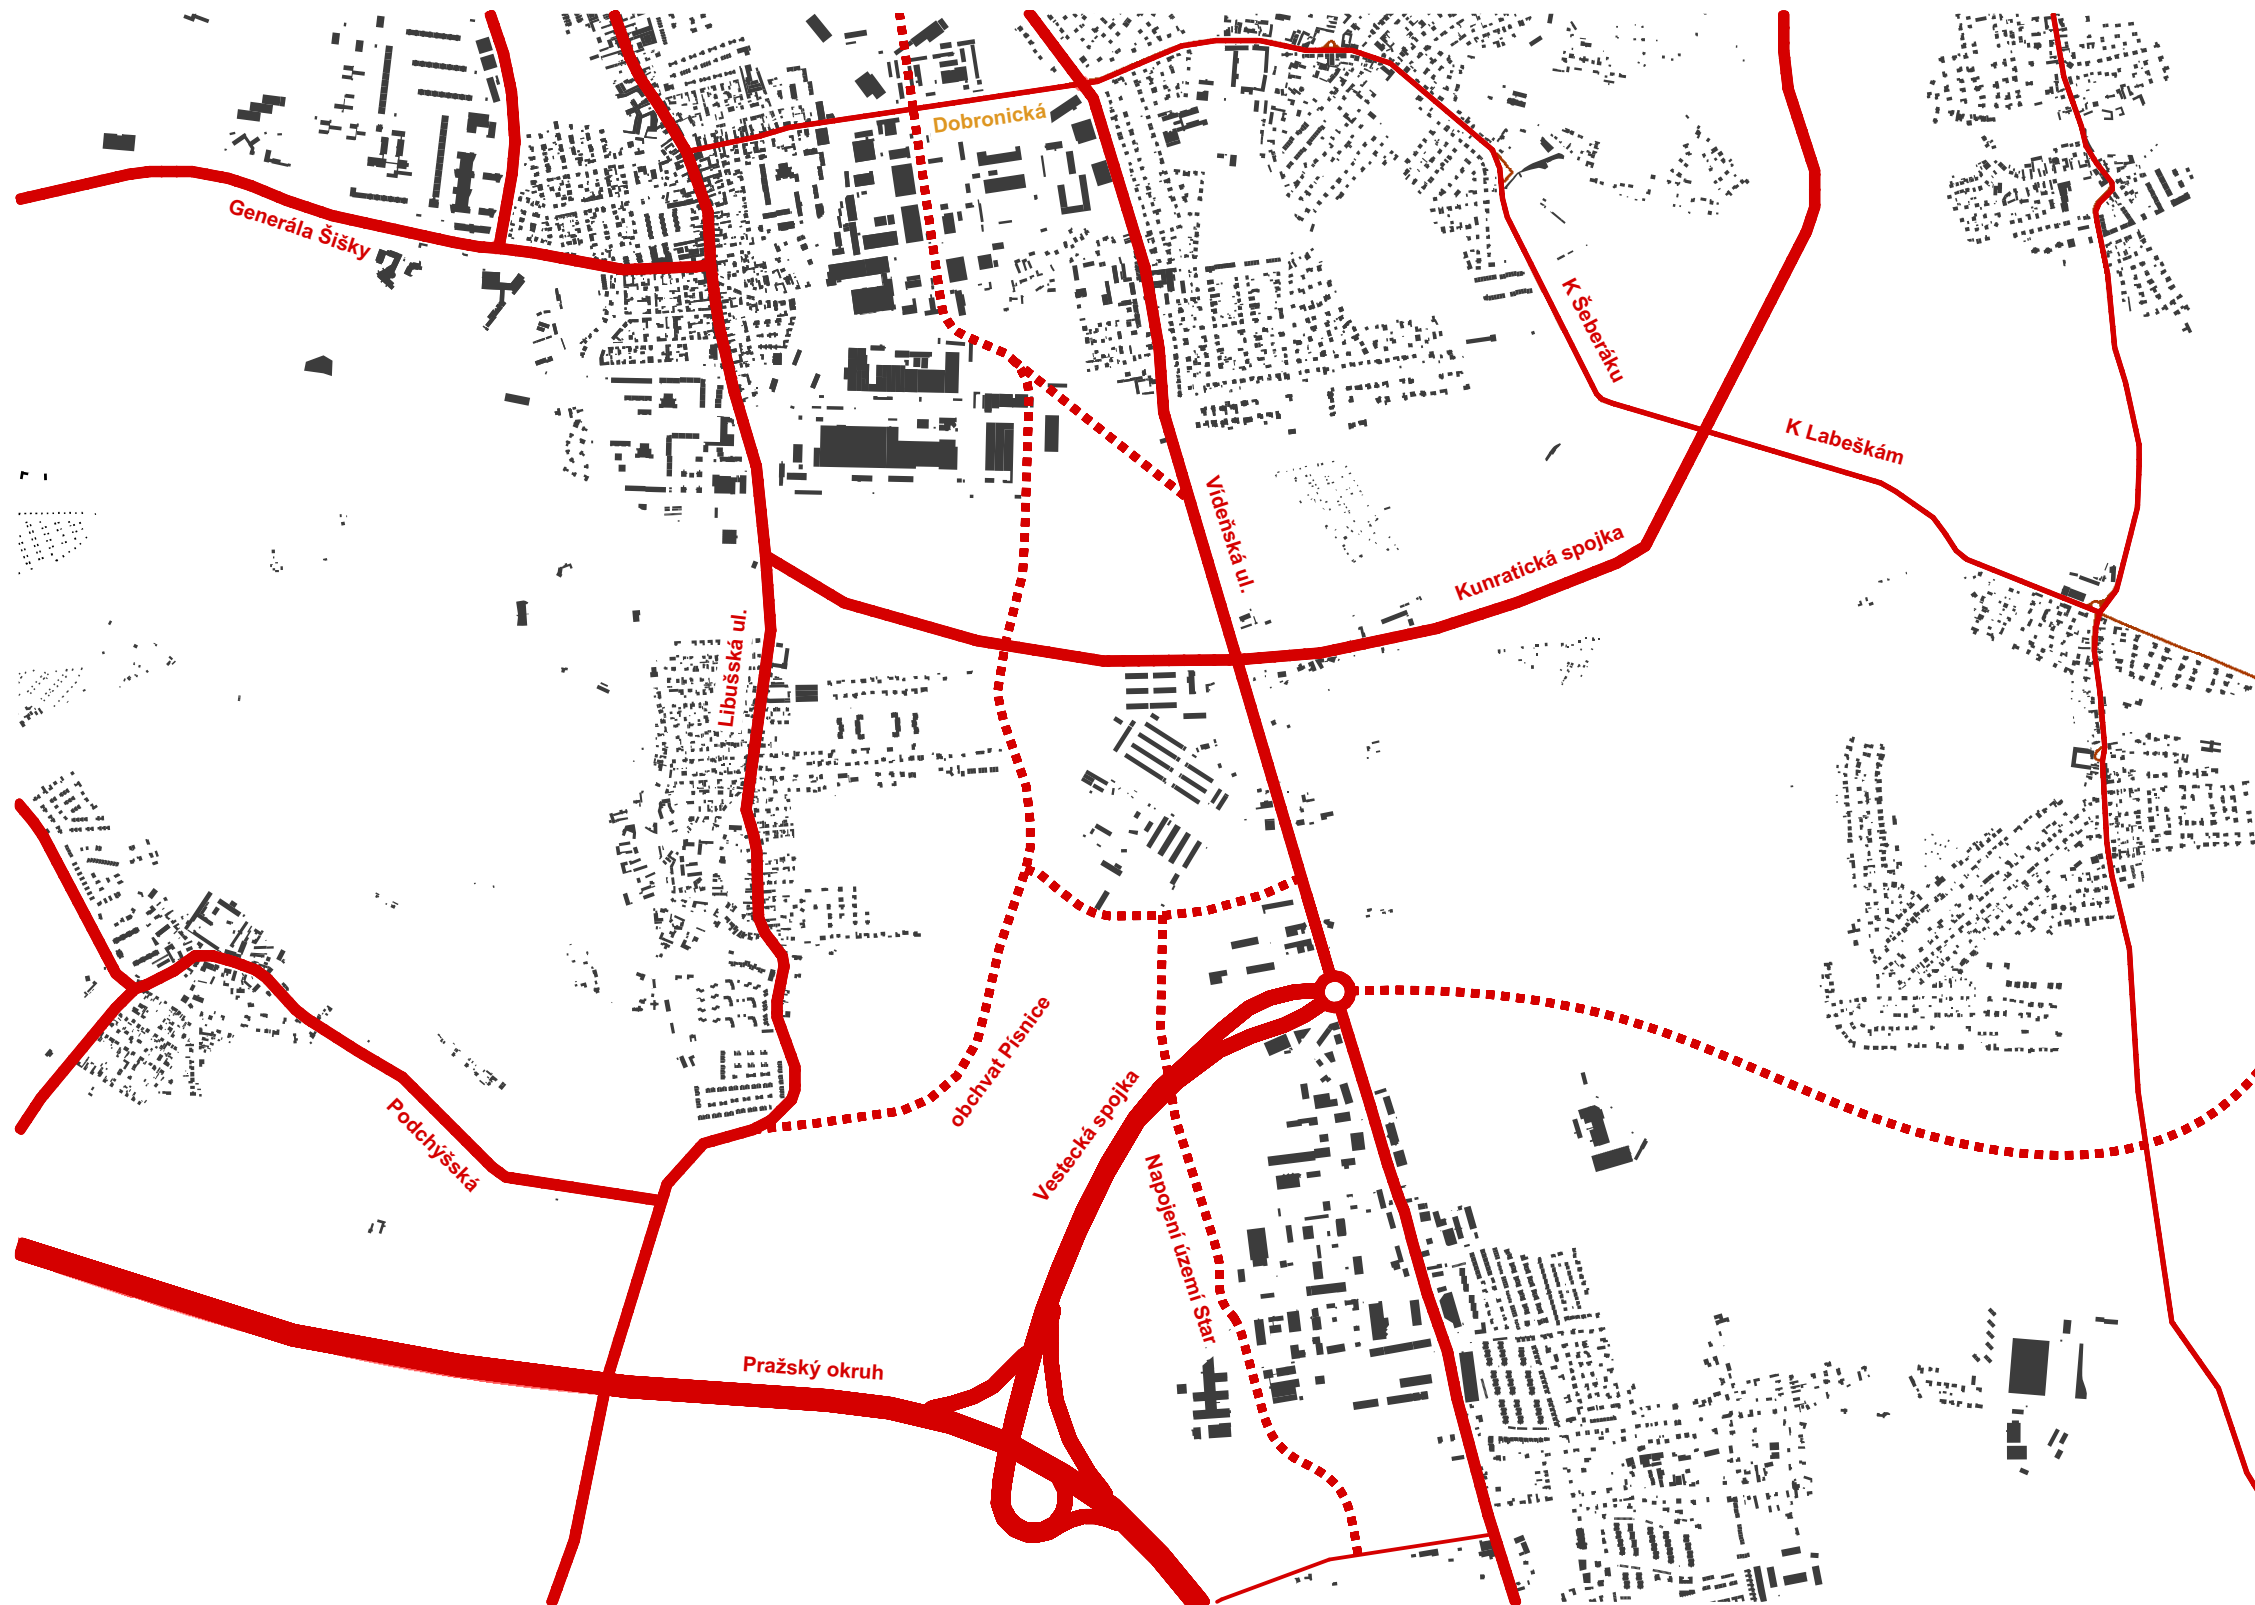 Dobronická
Generála Šišky
K Šeberáku
K Labeškám
Vídeňská ul.
Kunratická spojka
Libušská ul.
obchvat Písnice
Vestecká spojka
Podchýšská
Napojení území Star
Pražský okruh